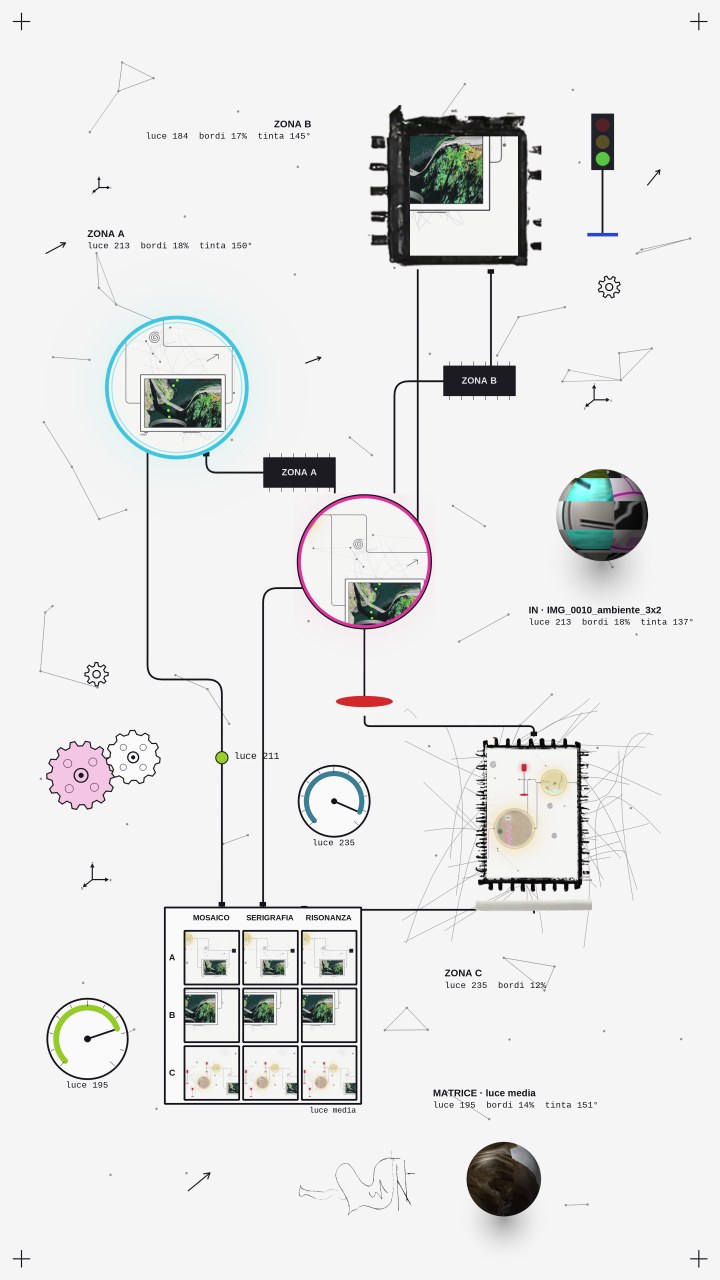 ZONA B
luce 184  bordi 17%  tinta 145°
ZONA A
luce 213  bordi 18%  tinta 150°
ZONA B
ZONA A
IN · IMG_0010_ambiente_3x2
luce 213  bordi 18%  tinta 137°
luce 211
luce 235
MOSAICO SERIGRAFIA RISONANZA
A
B
C
luce media
ZONA C
luce 235  bordi 12%
luce 195
MATRICE · luce media
luce 195  bordi 14%  tinta 151°